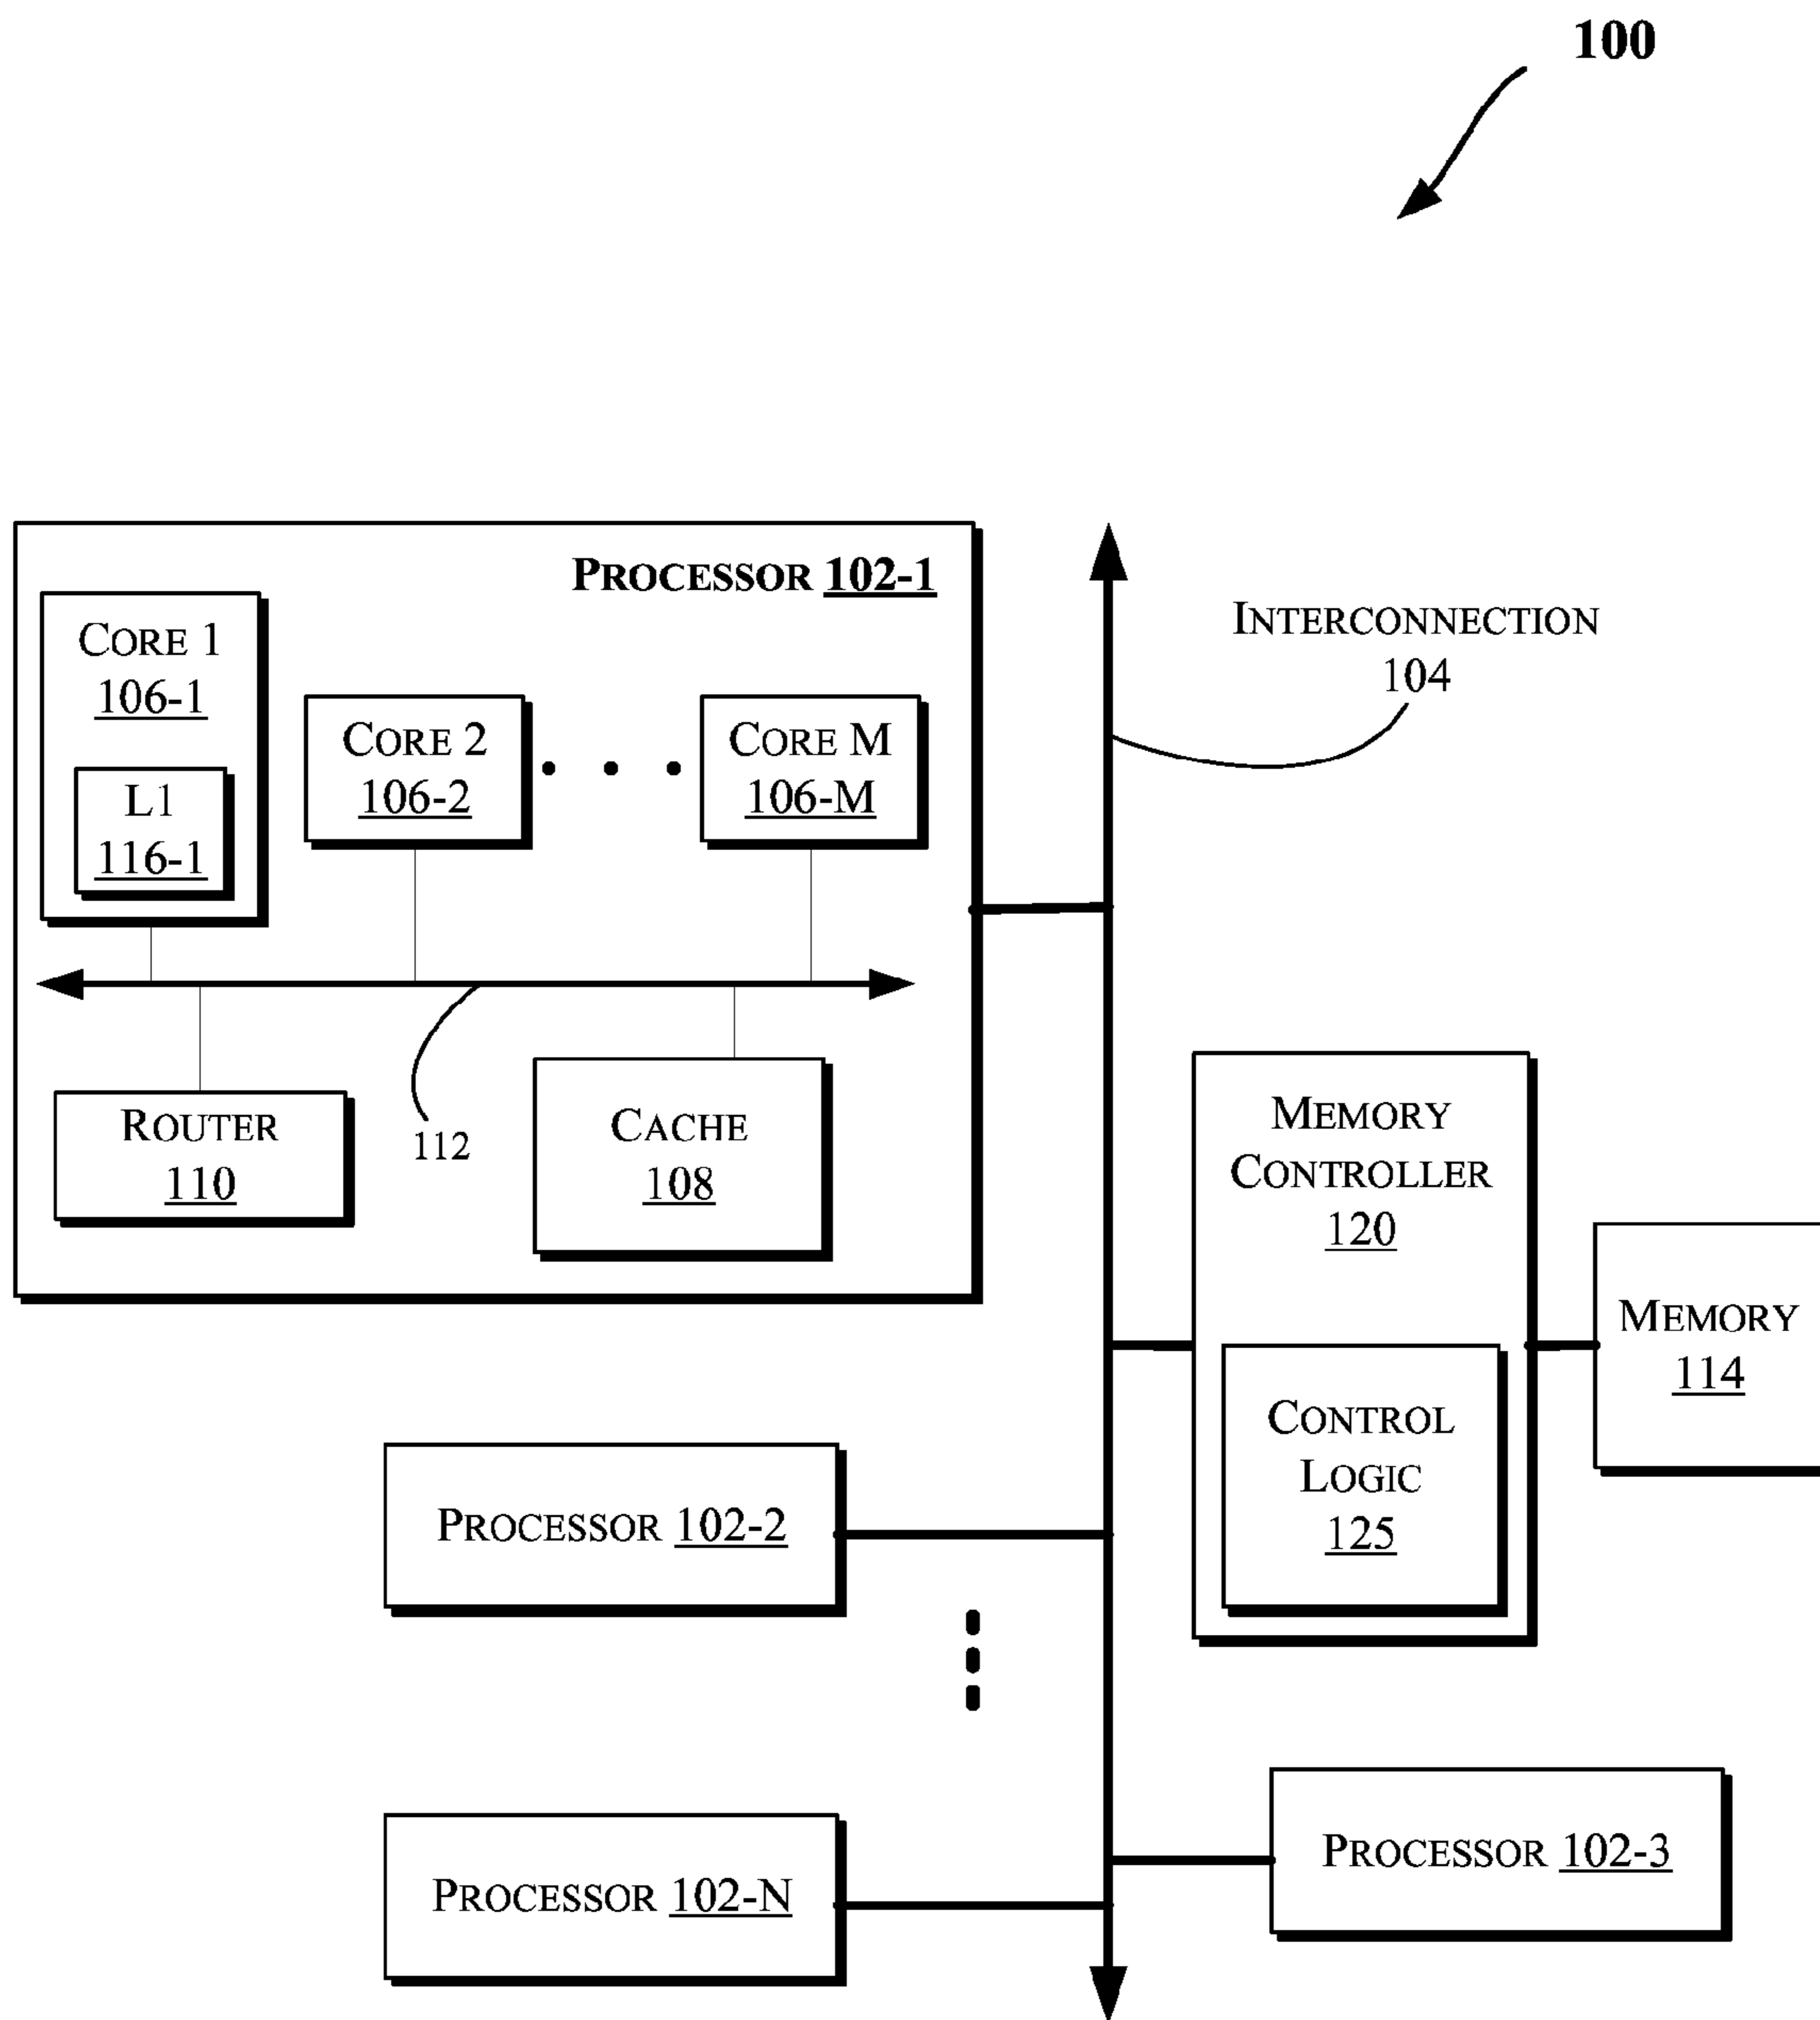 100
PROCESSOR 102-1
CORE 1
106-1
L1
116-1
CORE 2
106-2
CORE M
106-M
INTERCONNECTION
104
112
ROUTER
110
CACHE
108
MEMORY
CONTROLLER
120
CONTROL
LOGIC
125
MEMORY
114
PROCESSOR 102-2
PROCESSOR 102-3
PROCESSOR 102-N